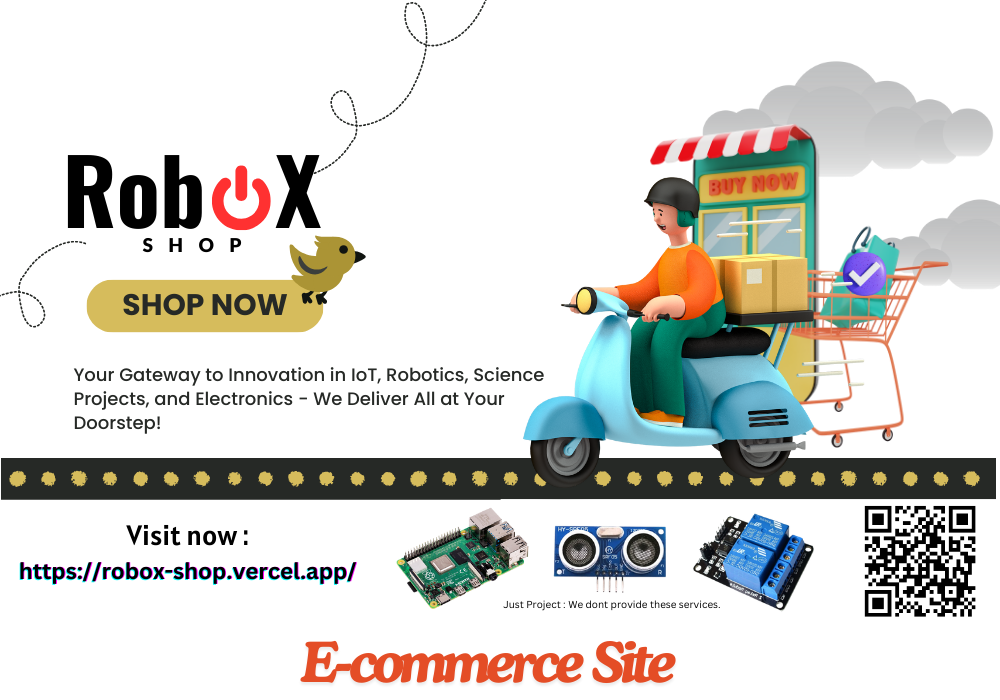 RoboX
SHOP
BUY NOW
SHOP NOW
Your Gateway to Innovation in IoT, Robotics, Science
Projects, and Electronics - We Deliver All at Your
Doorstep!
Visit now :
https://robox-shop.vercel.app/
Just Project : We dont provide these services.
E-commerce Site